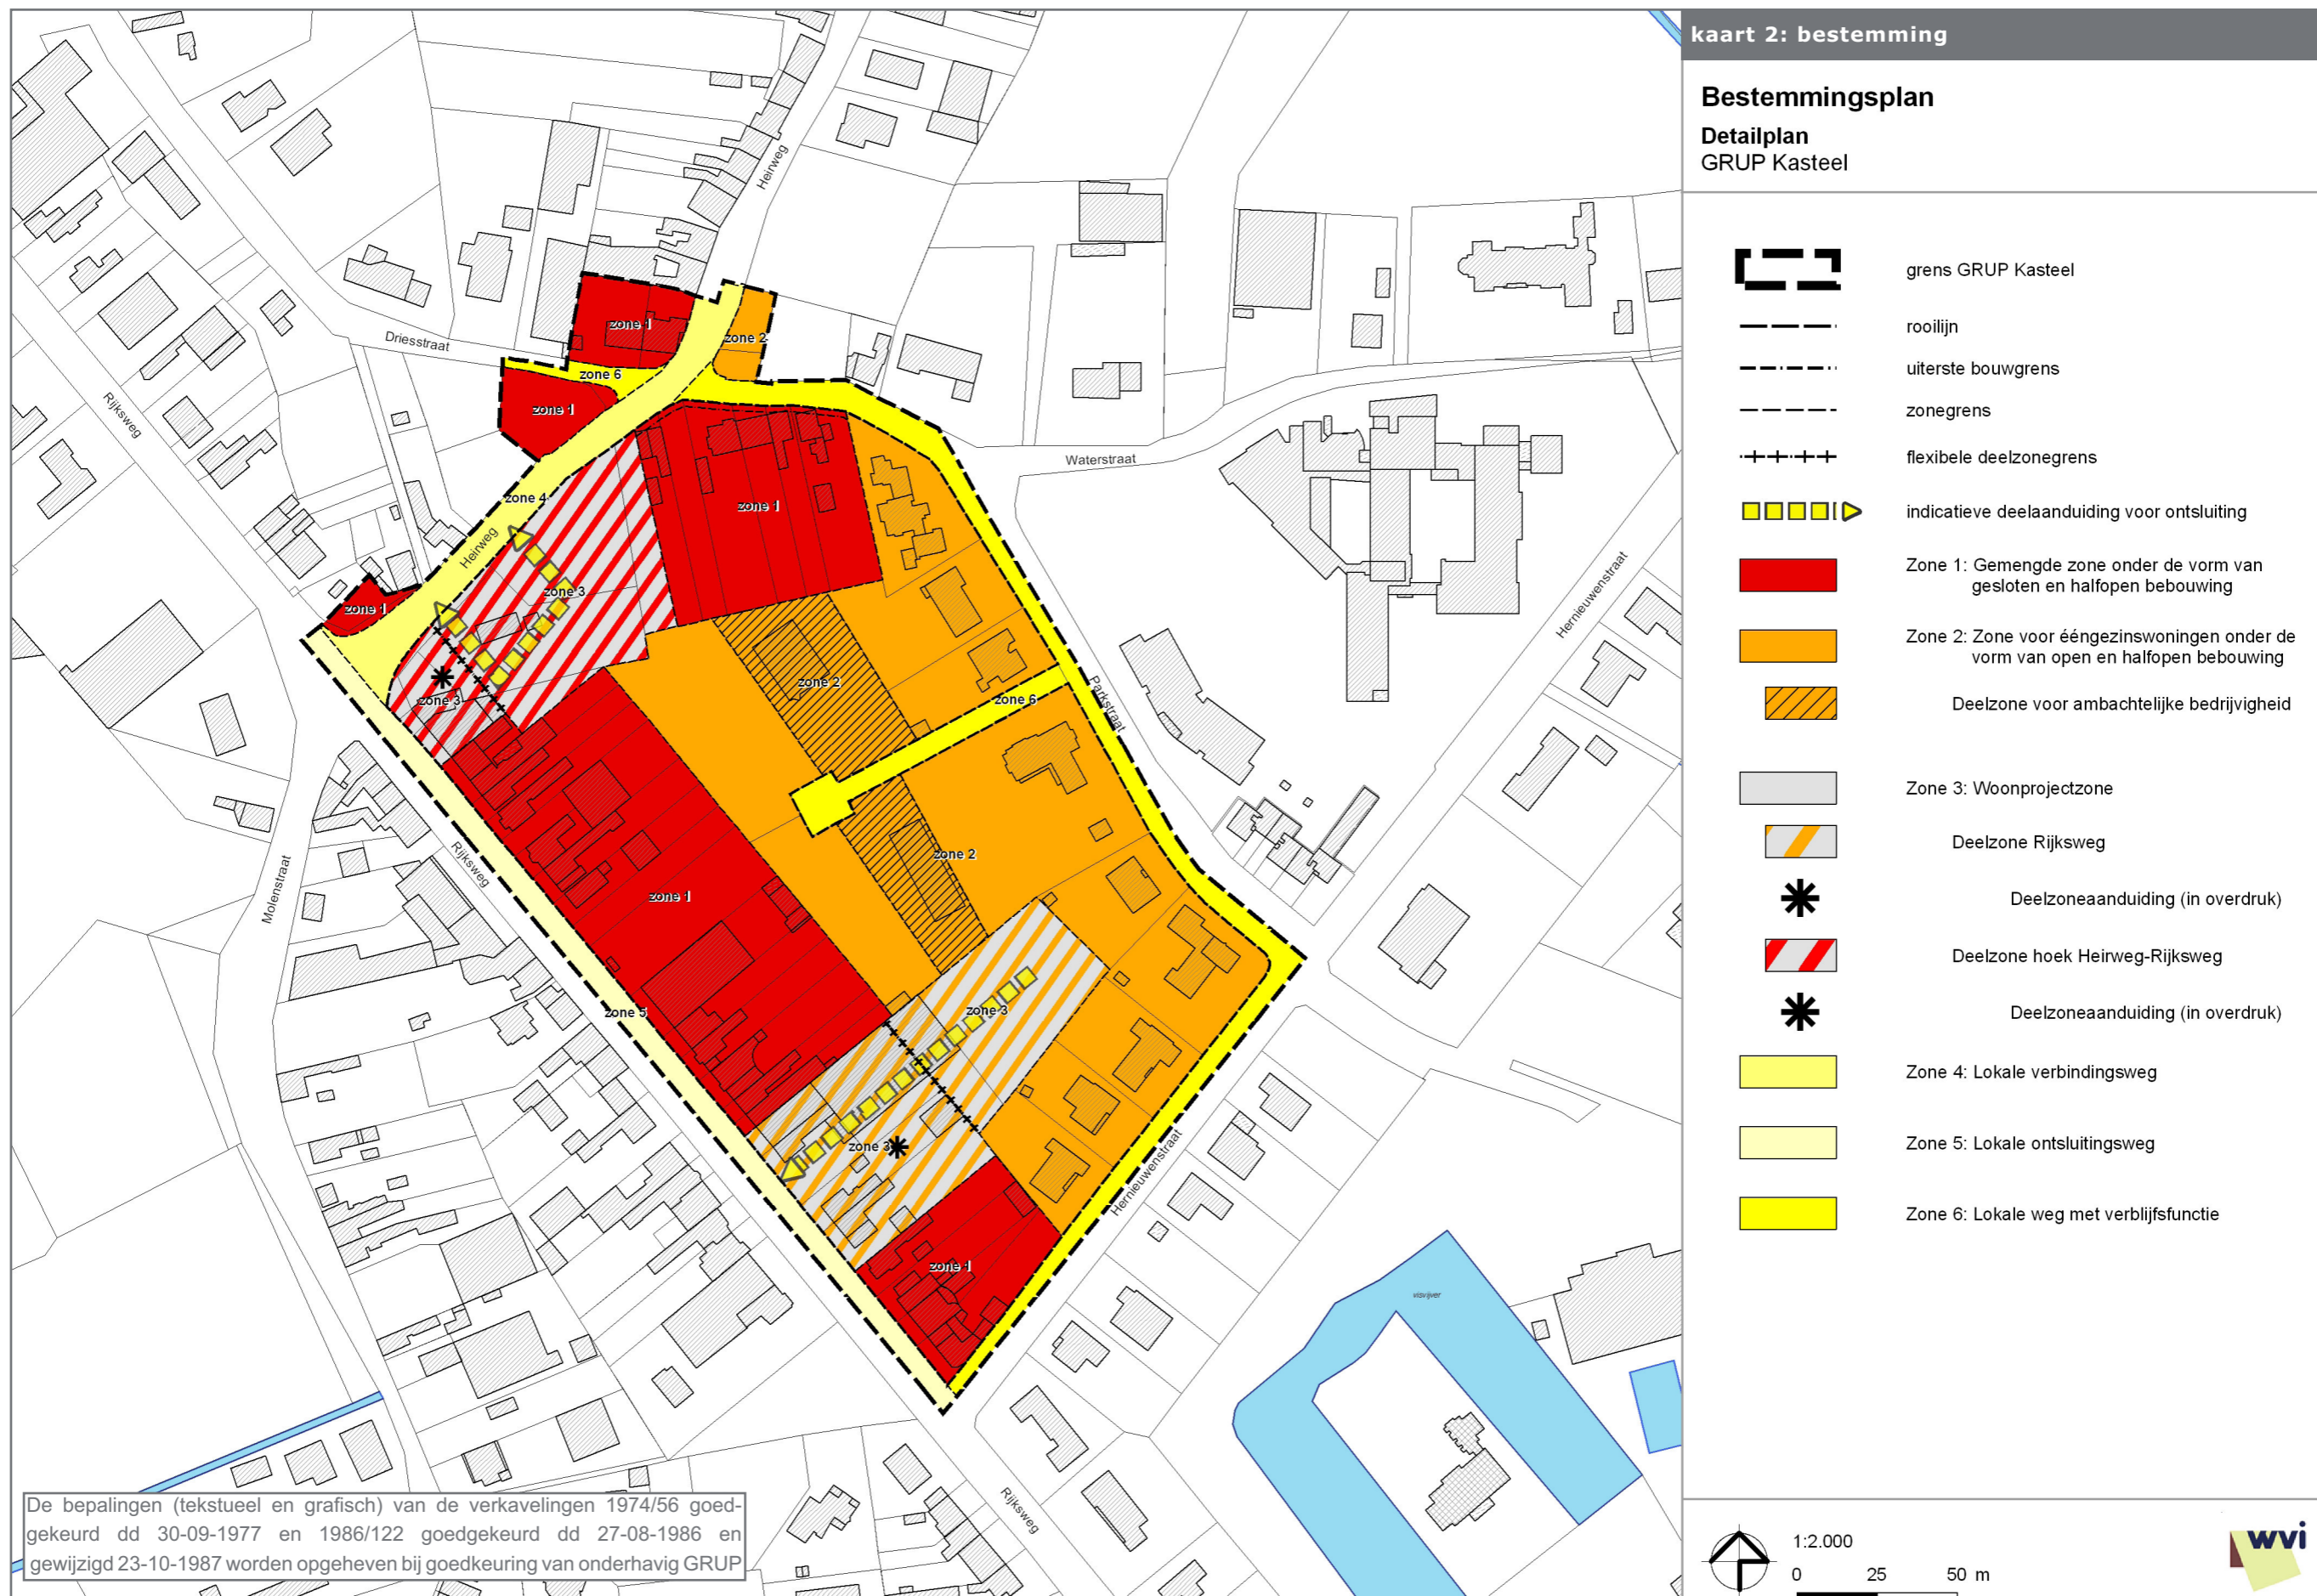 kaart 2: bestemming
Bestemmingsplan
Detailplan
GRUP Kasteel
grens GRUP Kasteel
rooilijn
uiterste bouwgrens
zonegrens
flexibele deelzonegrens
indicatieve deelaanduiding voor ontsluiting
Zone 1: Gemengde zone onder de vorm van
gesloten en halfopen bebouwing
Zone 2: Zone voor ééngezinswoningen onder de
vorm van open en halfopen bebouwing
Deelzone voor ambachtelijke bedrijvigheid
Zone 3: Woonprojectzone
Deelzone Rijksweg
Deelzoneaanduiding (in overdruk)
Deelzone hoek Heirweg-Rijksweg
Deelzoneaanduiding (in overdruk)
Zone 4: Lokale verbindingsweg
Zone 5: Lokale ontsluitingsweg
Zone 6: Lokale weg met verblijfsfunctie
1:2.000
0 25 50 m
wvi
Heirweg
Driesstraat
zone 1
zone 2
zone 6
zone 1
Rijksweg
Waterstraat
zone 4
zone 1
Heirweg
zone 3
zone 1
Hernieuwenstraat
zone 2
zone 3
zone 6
Parkstraat
Rijksweg
zone 2
Molenstraat
zone 1
zone 5
zone 3
zone 3
Hernieuwenstraat
zone 1
visvijver
Rijksweg
De bepalingen (tekstueel en grafisch) van de verkavelingen 1974/56 goed-
gekeurd dd 30-09-1977 en 1986/122 goedgekeurd dd 27-08-1986 en
gewijzigd 23-10-1987 worden opgeheven bij goedkeuring van onderhavig GRUP